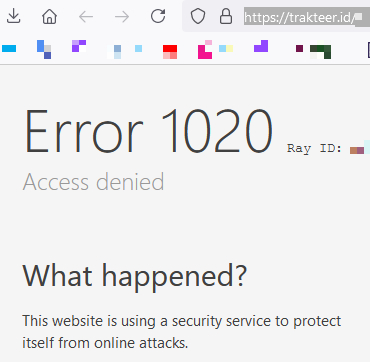 https://trakteer.id/
Error 1020 Ray ID:
Access denied
What happened?
This website is using a security service to protect
itself from online attacks.